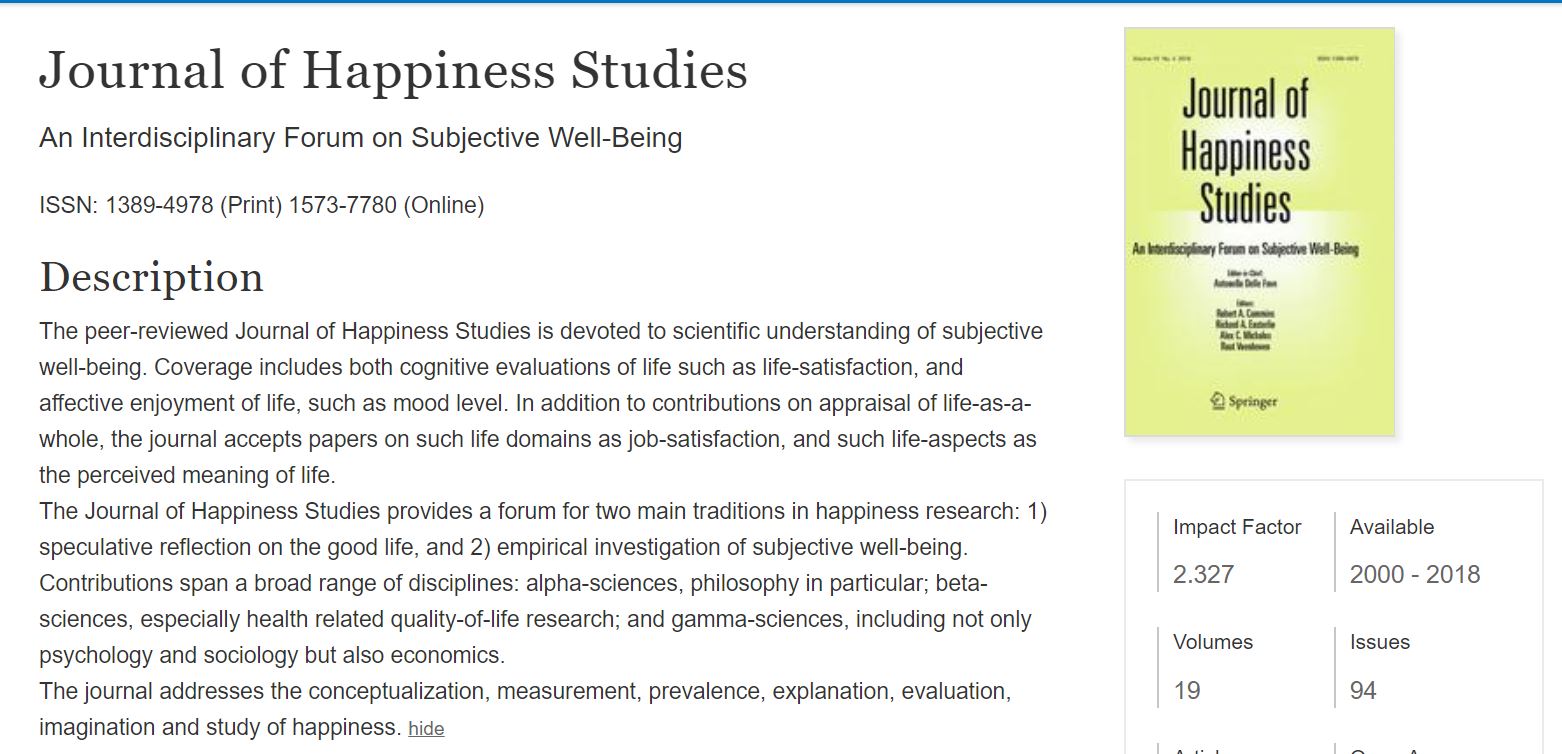 Journal of Happiness Studies
An Interdisciplinary Forum on Subjective Well-Being
ISSN: 1389-4978 (Print) 1573-7780 (Online)
Description
The peer-reviewed Journal of Happiness Studies is devoted to scientific understanding of subjective
well-being. Coverage includes both cognitive evaluations of life such as life-satisfaction, and
affective enjoyment of life, such as mood level. In addition to contributions on appraisal of life-as-a-
whole, the journal accepts papers on such life domains as job-satisfaction, and such life-aspects as
the perceived meaning of life.
The Journal of Happiness Studies provides a forum for two main traditions in happiness research: 1)
speculative reflection on the good life, and 2) empirical investigation of subjective well-being.
Contributions span a broad range of disciplines: alpha-sciences, philosophy in particular; beta-
sciences, especially health related quality-of-life research; and gamma-sciences, including not only
psychology and sociology but also economics.
The journal addresses the conceptualization, measurement, prevalence, explanation, evaluation,
imagination and study of happiness. hide
Journal of
Happiness
Studies
An Interdisciplinary Forum on Subjective Well-Being
Editor-in-Chief:
Antonella Delle Fave
Editors:
Robert A. Cummins
Richard A. Easterlin
Alex C. Michalos
Ruut Veenhoven
Springer
Impact Factor
2.327
Available
2000 - 2018
Volumes
19
Issues
94